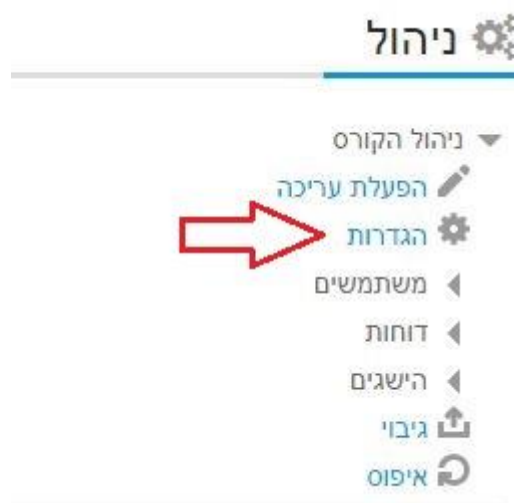 ניהול
ניהול הקורס
הפעלת עריכה
הגדרות
משתמשים
דוחות
הישגים
גיבוי
איפוס